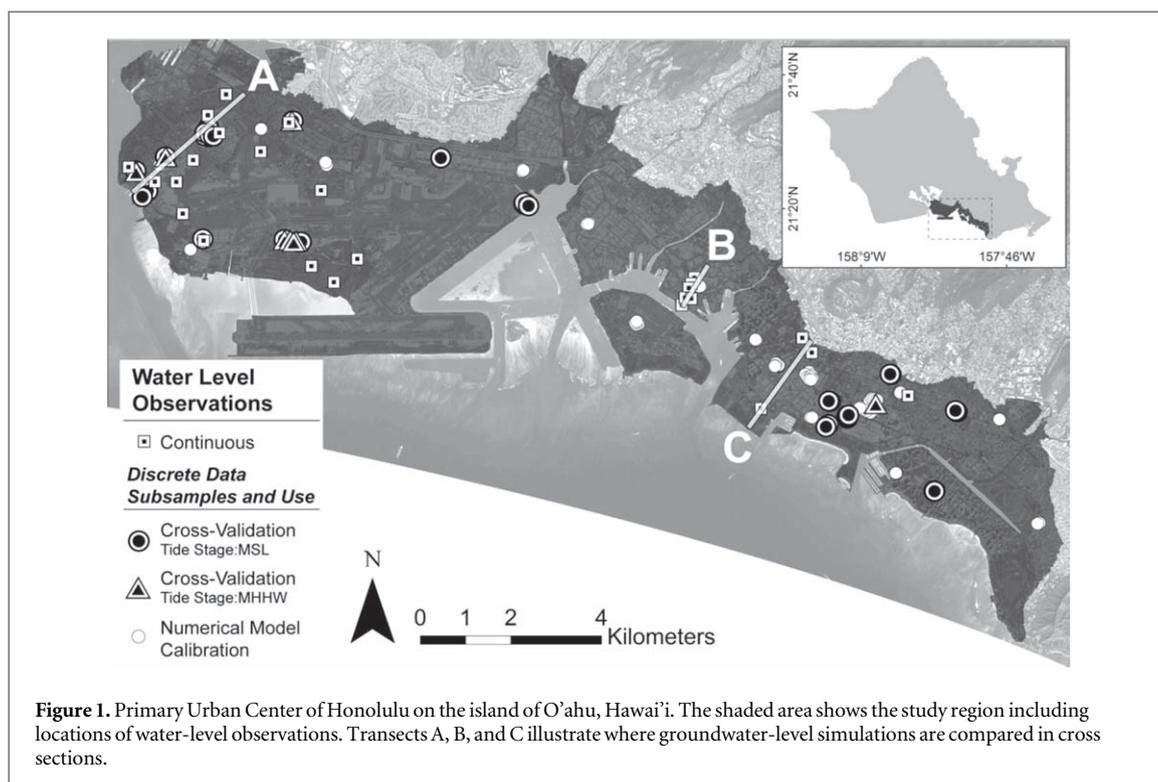 A
B
C
21°40'N
21°20'N
158°9'W
157°46'W
Water Level
Observations
Continuous
Discrete Data
Subsamples and Use
Cross-Validation
Tide Stage:MSL
Cross-Validation
Tide Stage:MHHW
Numerical Model
Calibration
N
0 1 2 4
Kilometers
Figure 1. Primary Urban Center of Honolulu on the island of O'ahu, Hawai'i. The shaded area shows the study region including
locations of water-level observations. Transects A, B, and C illustrate where groundwater-level simulations are compared in cross
sections.